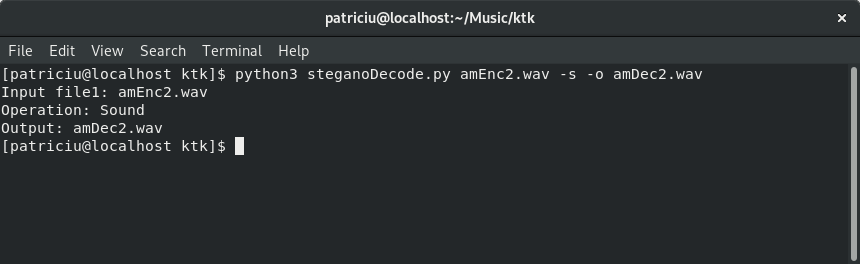 patriciu@localhost:~/Music/ktk ×
File Edit View Search Terminal Help
[patriciu@localhost ktk]$ python3 steganoDecode.py amEnc2.wav -s -o amDec2.wav
Input file1: amEnc2.wav
Operation: Sound
Output: amDec2.wav
[patriciu@localhost ktk]$